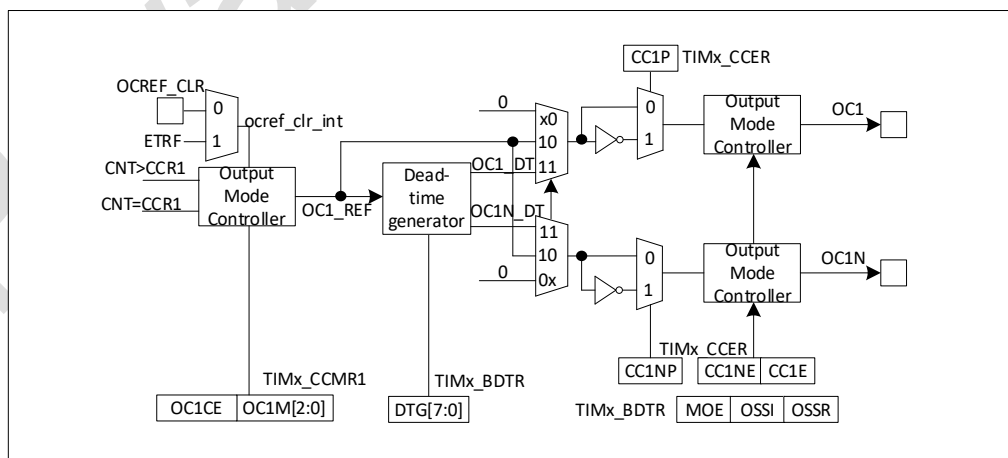 CC1P TIMx_CCER
OCREF_CLR
0
1
ETRF
ocref_clr_int
CNT>CCR1
CNT=CCR1
Output Mode Controller
OC1_REF
Dead-time generator
OC1_DT
OC1N_DT
0
x0
10
11
11
10
0x
0
0
1
Output Mode Controller
OC1
0
1
Output Mode Controller
OC1N
TIMx_CCER
CC1NP
CC1NE CC1E
TIMx_CCMR1
OC1CE OC1M[2:0]
TIMx_BDTR
DTG[7:0]
TIMx_BDTR MOE OSSI OSSR